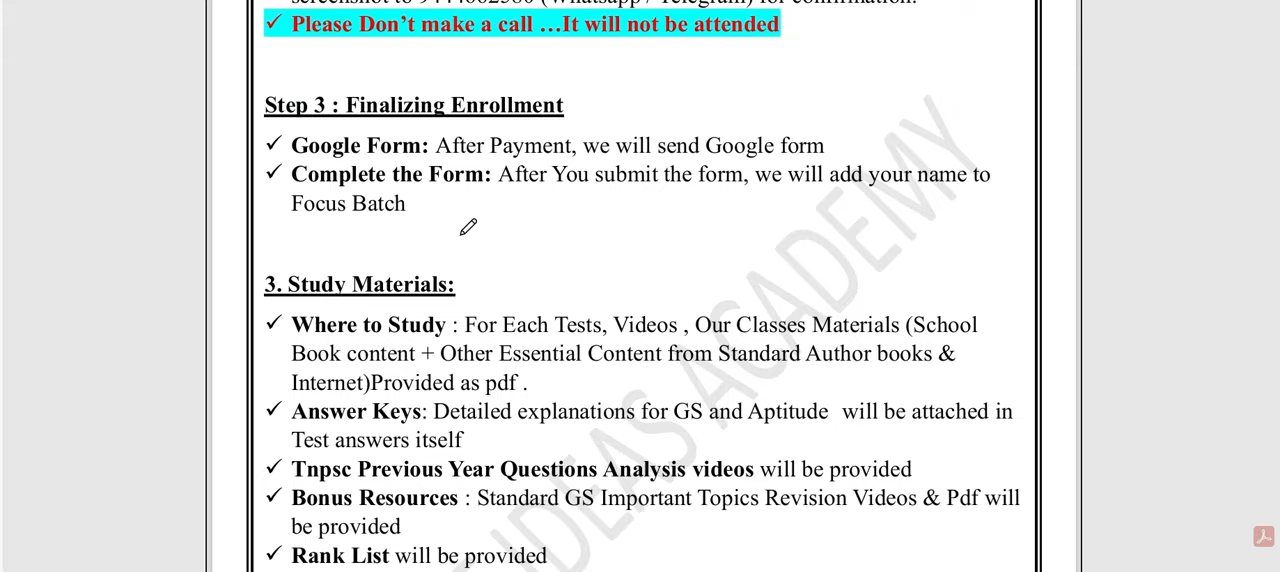 ✓ Please Don’t make a call …It will not be attended
Step 3 : Finalizing Enrollment
✓ Google Form: After Payment, we will send Google form
✓ Complete the Form: After You submit the form, we will add your name to
Focus Batch
3. Study Materials:
✓ Where to Study : For Each Tests, Videos , Our Classes Materials (School
Book content + Other Essential Content from Standard Author books &
Internet)Provided as pdf .
✓ Answer Keys: Detailed explanations for GS and Aptitude will be attached in
Test answers itself
✓ Tnpsc Previous Year Questions Analysis videos will be provided
✓ Bonus Resources : Standard GS Important Topics Revision Videos & Pdf will
be provided
✓ Rank List will be provided
IDEAS ACADEMY